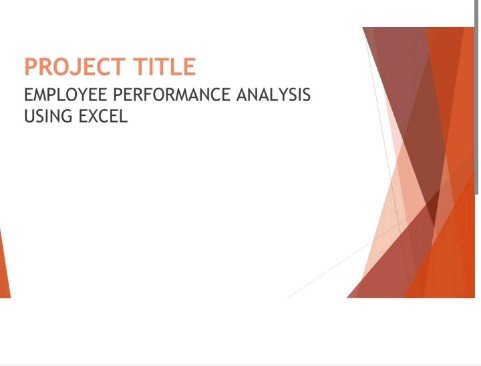 PROJECT TITLE
EMPLOYEE PERFORMANCE ANALYSIS
USING EXCEL